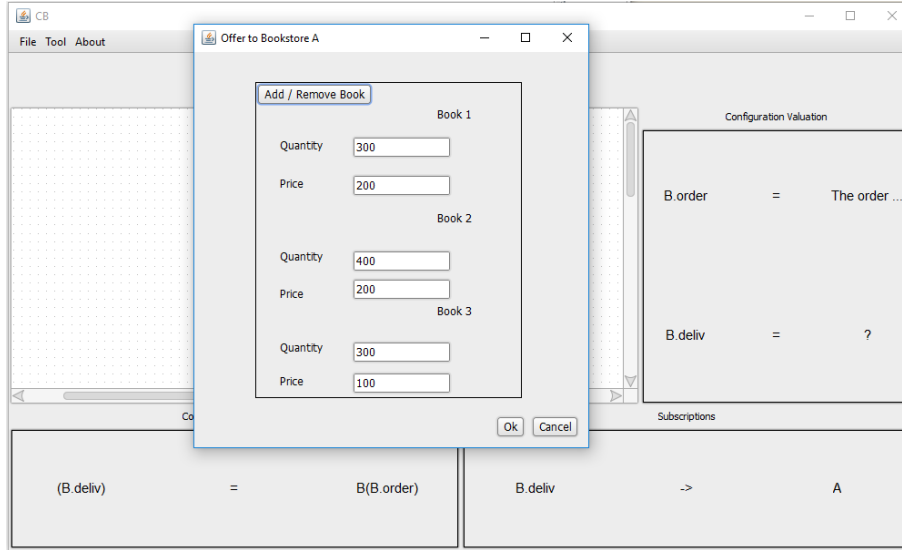 CB
File Tool About
Offer to Bookstore A
Add / Remove Book
Book 1
Quantity 300
Price 200
Book 2
Quantity 400
Price 200
Book 3
Quantity 300
Price 100
Ok Cancel
Configuration Valuation
B.order = The order ...
B.deliv = ?
Co
Subscriptions
(B.deliv) = B(B.order)
B.deliv -> A